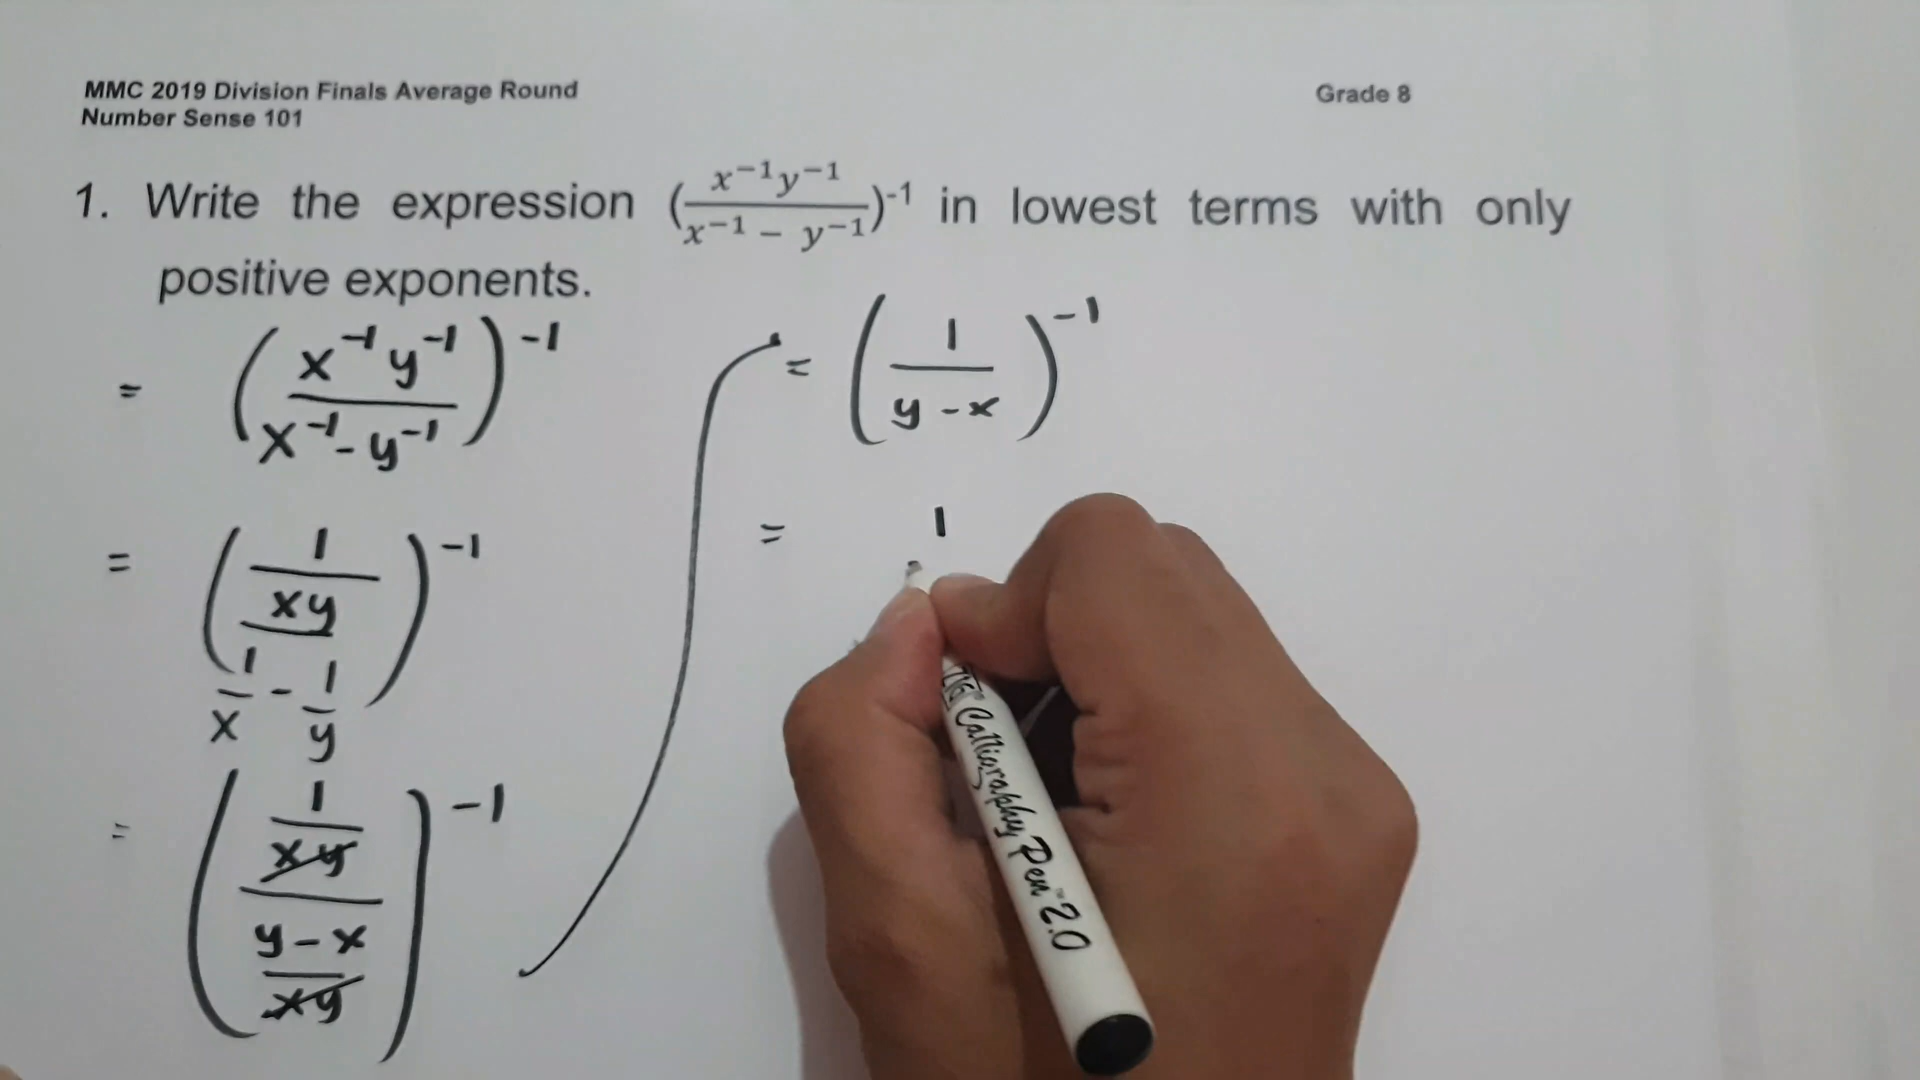 MMC 2019 Division Finals Average Round
Grade 8
Number Sense 101
1. Write the expression (x⁻¹y⁻¹ / x⁻¹ − y⁻¹)⁻¹ in lowest terms with only
positive exponents.
= (x⁻¹y⁻¹ / x⁻¹ - y⁻¹)⁻¹
= (1/xy / 1/x - 1/y)⁻¹
= (1/xy / y-x/xy)⁻¹
= (1 / y-x)⁻¹
= 1
Calligraphy Pen™ 2.0